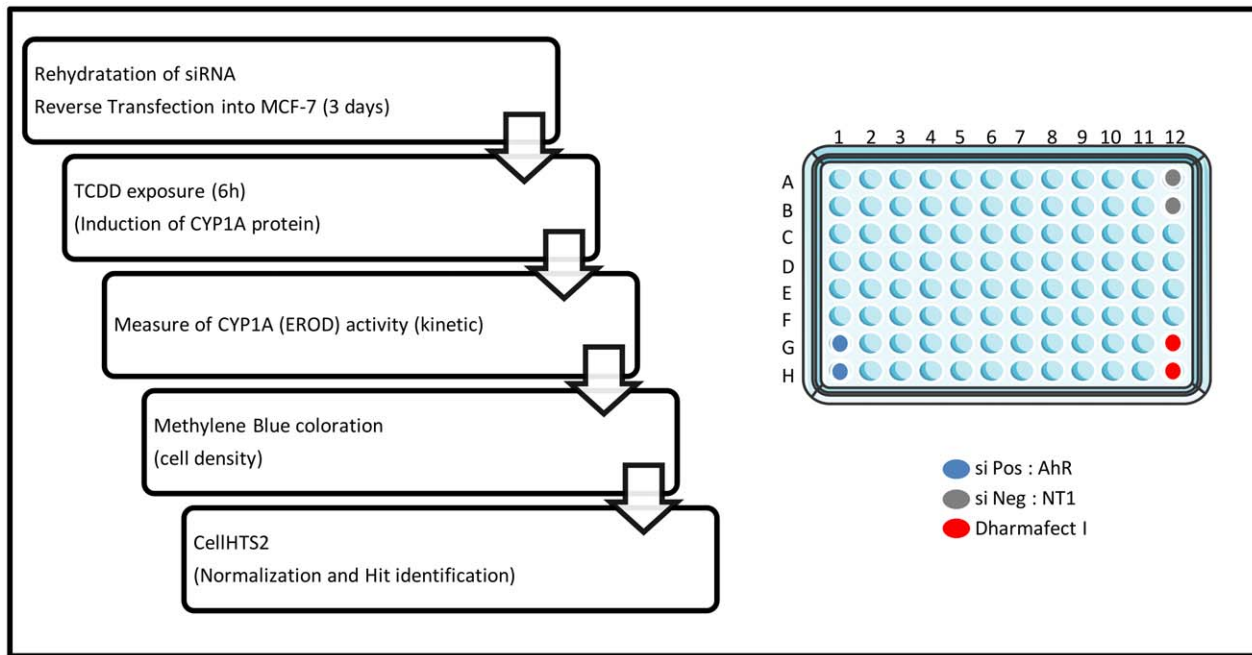 Rehydratation of siRNA
Reverse Transfection into MCF-7 (3 days)
TCDD exposure (6h)
(Induction of CYP1A protein)
Measure of CYP1A (EROD) activity (kinetic)
Methylene Blue coloration
(cell density)
CellHTS2
(Normalization and Hit identification)
1 2 3 4 5 6 7 8 9 10 11 12
A
B
C
D
E
F
G
H
si Pos : AhR
si Neg : NT1
Dharmafect I